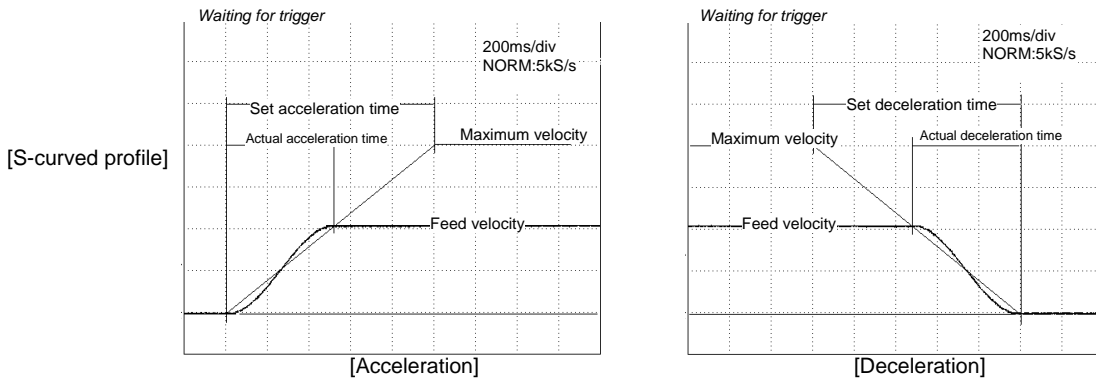 Waiting for trigger
200ms/div
NORM:5kS/s
Set acceleration time
Actual acceleration time
Maximum velocity
[S-curved profile]
Feed velocity
[Acceleration]
Waiting for trigger
200ms/div
NORM:5kS/s
Set deceleration time
Maximum velocity
Actual deceleration time
Feed velocity
[Deceleration]